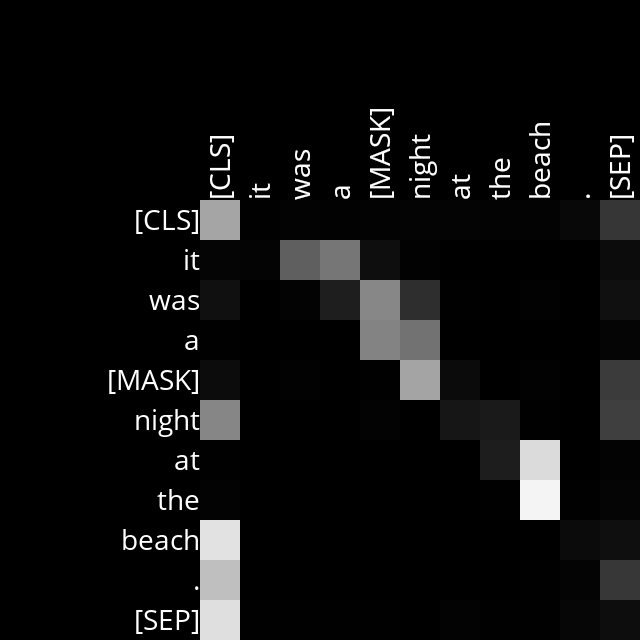 [CLS] it was a [MASK] night at the beach . [SEP]
[CLS]
it
was
a
[MASK]
night
at
the
beach
.
[SEP]